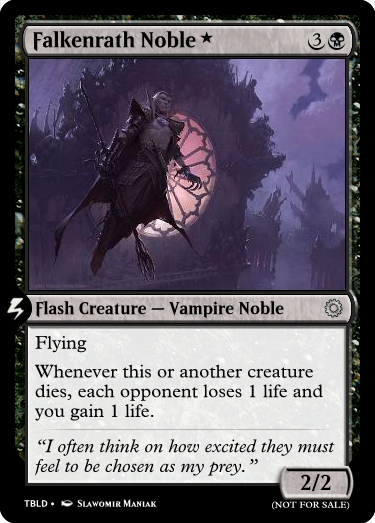 Falkenrath Noble ★ 3
Flash Creature — Vampire Noble
Flying
Whenever this or another creature
dies, each opponent loses 1 life and
you gain 1 life.
“I often think on how excited they must
feel to be chosen as my prey.”
2/2
TBLD • Slawomir Maniak
(NOT FOR SALE)